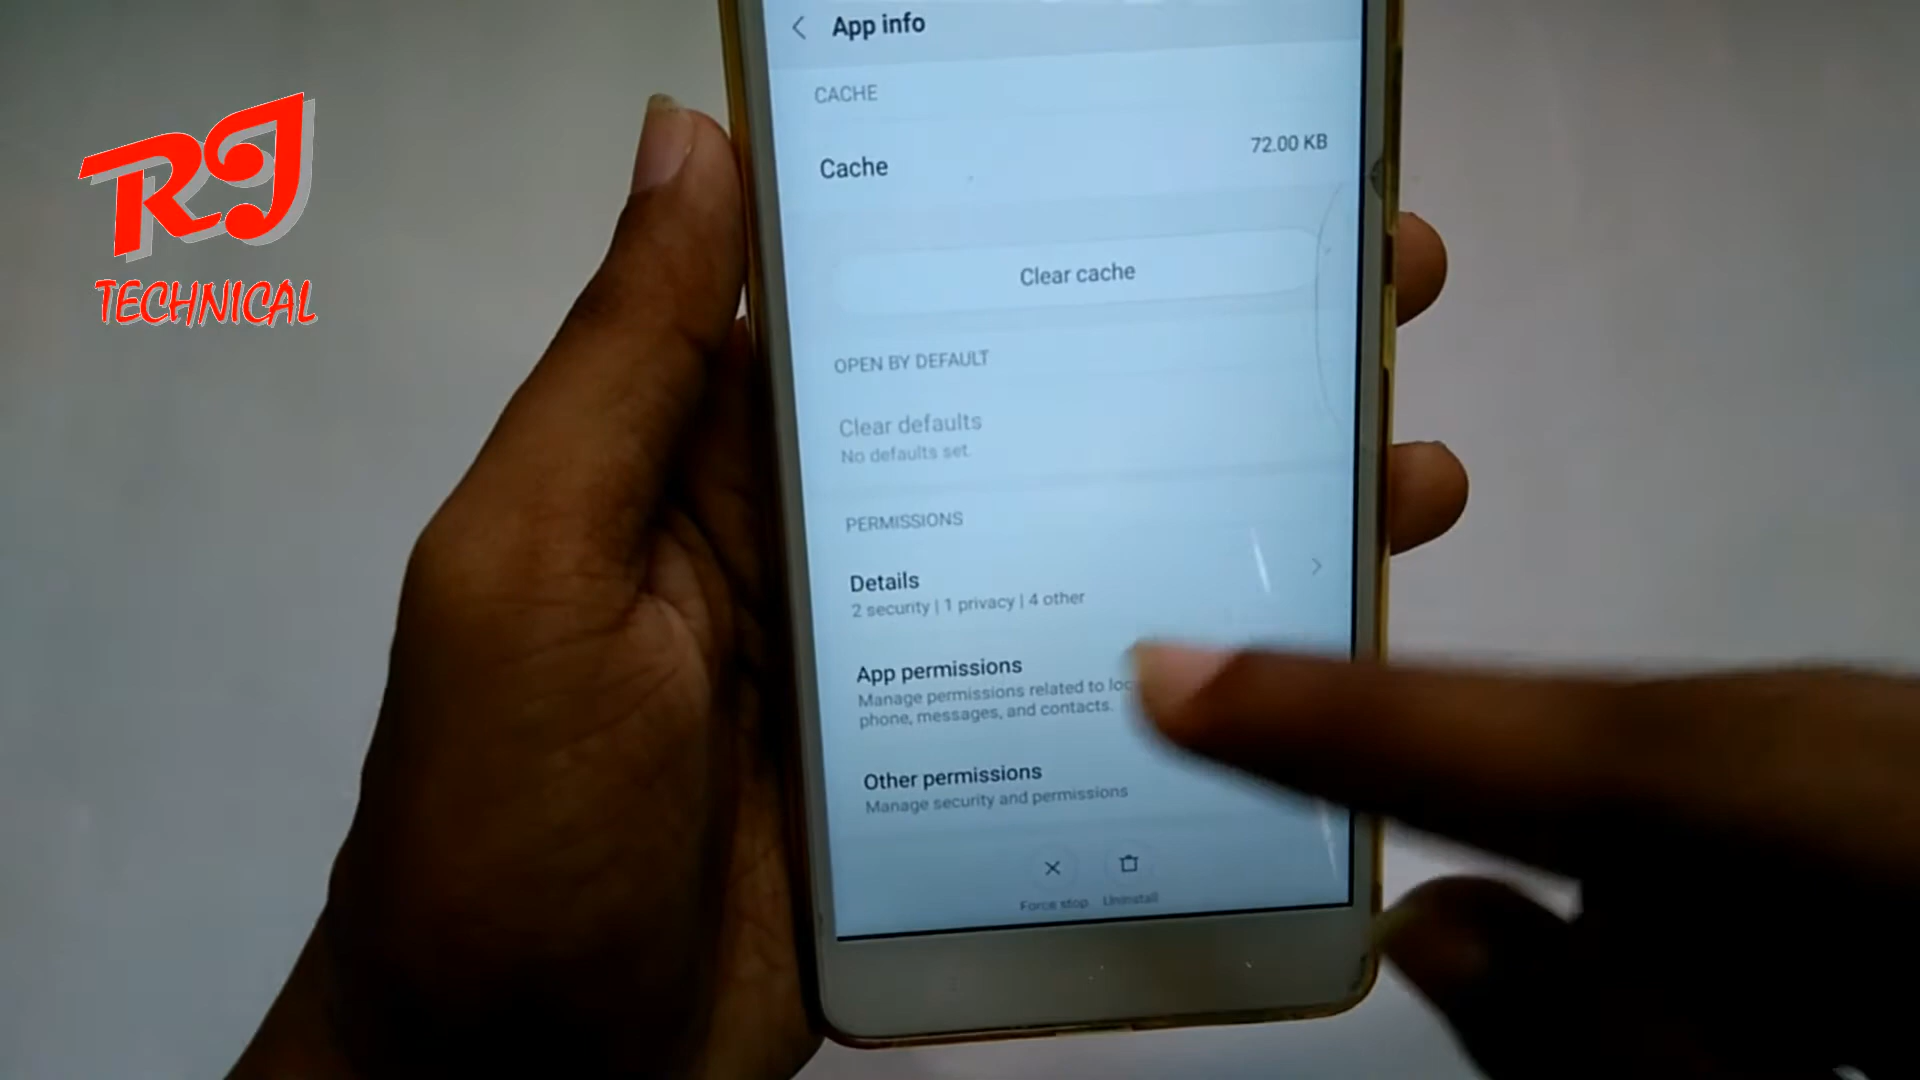 App info
RJ
TECHNICAL
CACHE
Cache
72.00 KB
Clear cache
OPEN BY DEFAULT
Clear defaults
No defaults set.
PERMISSIONS
Details
2 security | 1 privacy | 4 other
App permissions
Manage permissions related to loc
phone, messages, and contacts.
Other permissions
Manage security and permissions
Force stop
Uninstall